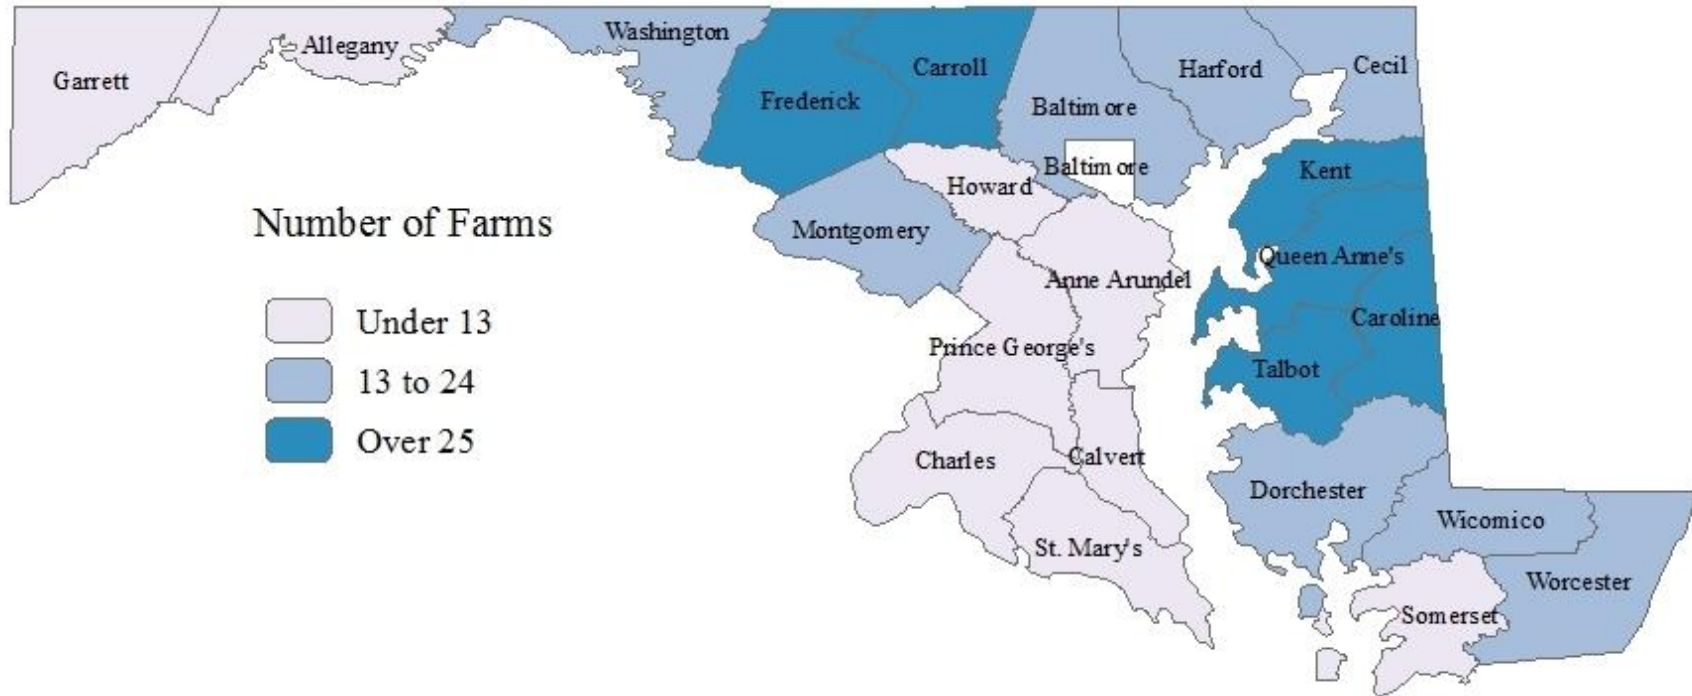 Washington
Allegany
Garrett
Carroll
Frederick
Harford
Cecil
Baltimore
Baltimore
Kent
Howard
Montgomery
Queen Anne's
Anne Arundel
Caroline
Prince George's
Talbot
Charles
Calvert
Dorchester
Wicomico
St. Mary's
Worcester
Somerset
Number of Farms
Under 13
13 to 24
Over 25